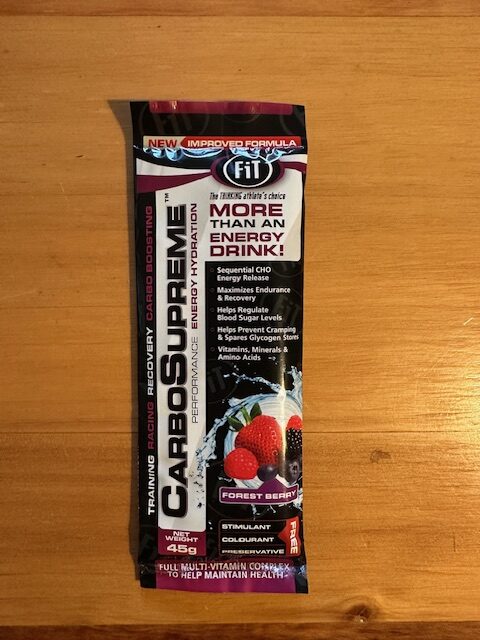 FiT
NEW IMPROVED FORMULA
FiT
The THINKING athlete's choice
MORE
THAN AN
ENERGY
DRINK!
Sequential CHO
Energy Release
Maximizes Endurance
& Recovery
Helps Regulate
Blood Sugar Levels
Helps Prevent Cramping
& Spares Glycogen Stores
Vitamins, Minerals &
Amino Acids
TRAINING RACING RECOVERY CARBO BOOSTING
CARBOSUPREME™
PERFORMANCE ENERGY HYDRATION
FOREST BERRY
NET
WEIGHT
45g
STIMULANT
COLOURANT
PRESERVATIVE
FREE
FULL MULTI-VITAMIN COMPLEX
TO HELP MAINTAIN HEALTH